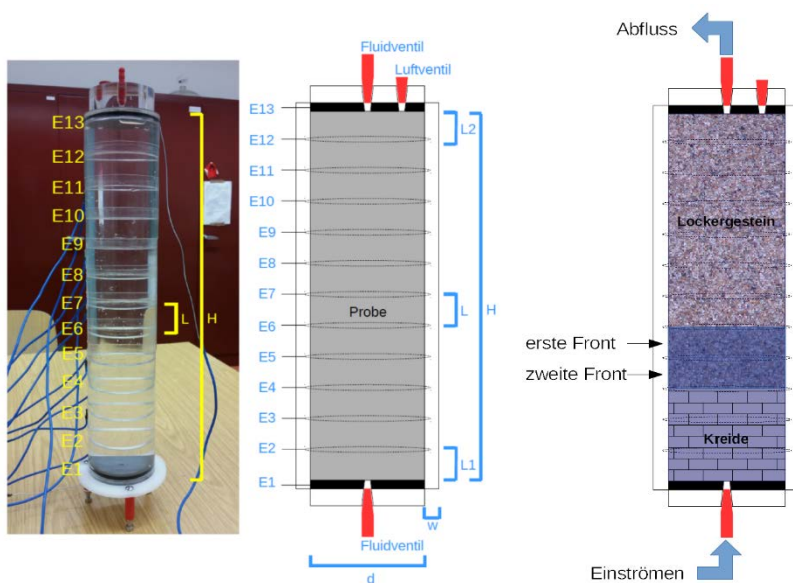 E13
E12
E11
E10
E9
E8
E7
E6
E5
E4
E3
E2
E1
L
H
Fluidventil
Luftventil
E13
E12
E11
E10
E9
E8
E7
E6
E5
E4
E3
E2
E1
Probe
L2
L
H
L1
w
Fluidventil
d
Abfluss
Lockergestein
erste Front
zweite Front
Kreide
Einströmen